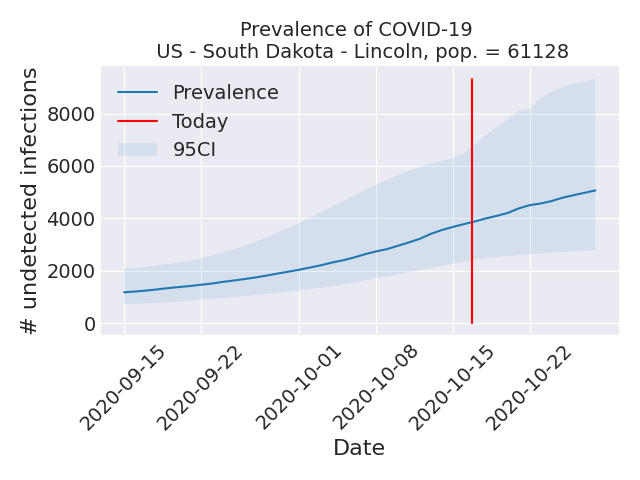 Prevalence of COVID-19
US - South Dakota - Lincoln, pop. = 61128
# undetected infections
8000
6000
4000
2000
0
Prevalence
Today
95CI
2020-09-15
2020-09-22
2020-10-01
2020-10-08
2020-10-15
2020-10-22
Date